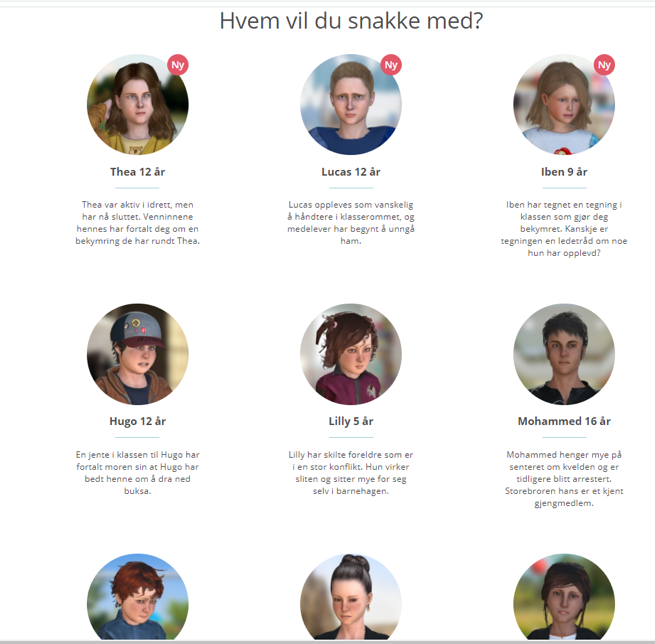 Hvem vil du snakke med?
Ny
Ny
Ny
Thea 12 år
Lucas 12 år
Iben 9 år
Thea var aktiv i idrett, men
har nå sluttet. Venninnene
hennes har fortalt deg om en
bekymring de har rundt Thea.
Lucas oppleves som vanskelig
å håndtere i klasserommet, og
medelever har begynt å unngå
ham.
Iben har tegnet en tegning i
klassen som gjør deg
bekymret. Kanskje er
tegningen en ledetråd om noe
hun har opplevd?
Hugo 12 år
Lilly 5 år
Mohammed 16 år
En jente i klassen til Hugo har
fortalt moren sin at Hugo har
bedt henne om å dra ned
buksa.
Lilly har skilte foreldre som er
i en stor konflikt. Hun virker
sliten og sitter mye for seg
selv i barnehagen.
Mohammed henger mye på
senteret om kvelden og er
tidligere blitt arrestert.
Storebroren hans er et kjent
gjengmedlem.